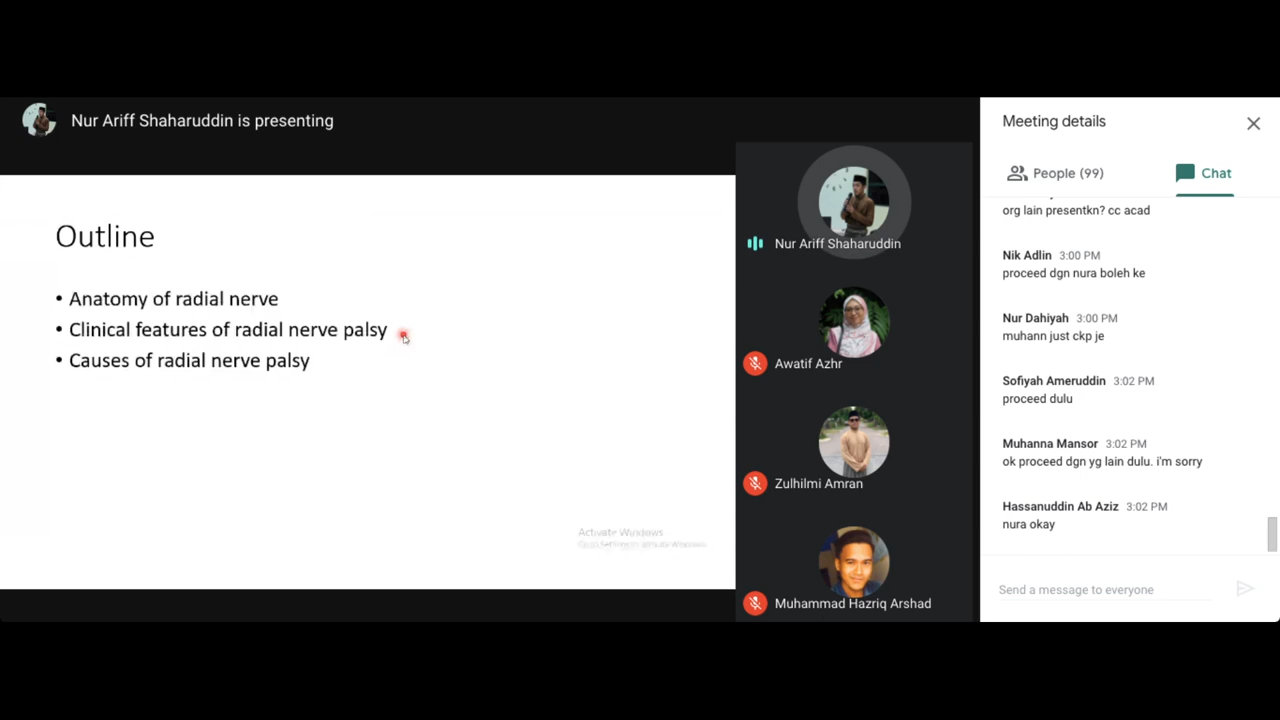 Nur Ariff Shaharuddin is presenting
Outline
• Anatomy of radial nerve
• Clinical features of radial nerve palsy
• Causes of radial nerve palsy
Activate Windows
Nur Ariff Shaharuddin
Awatif Azhr
Zulhilmi Amran
Muhammad Hazriq Arshad
Meeting details
People (99)
Chat
org lain presentkn? cc acad
Nik Adlin 3:00 PM
proceed dgn nura boleh ke
Nur Dahiyah 3:00 PM
muhann just ckp je
Sofiyah Ameruddin 3:02 PM
proceed dulu
Muhanna Mansor 3:02 PM
ok proceed dgn yg lain dulu. i'm sorry
Hassanuddin Ab Aziz 3:02 PM
nura okay
Send a message to everyone